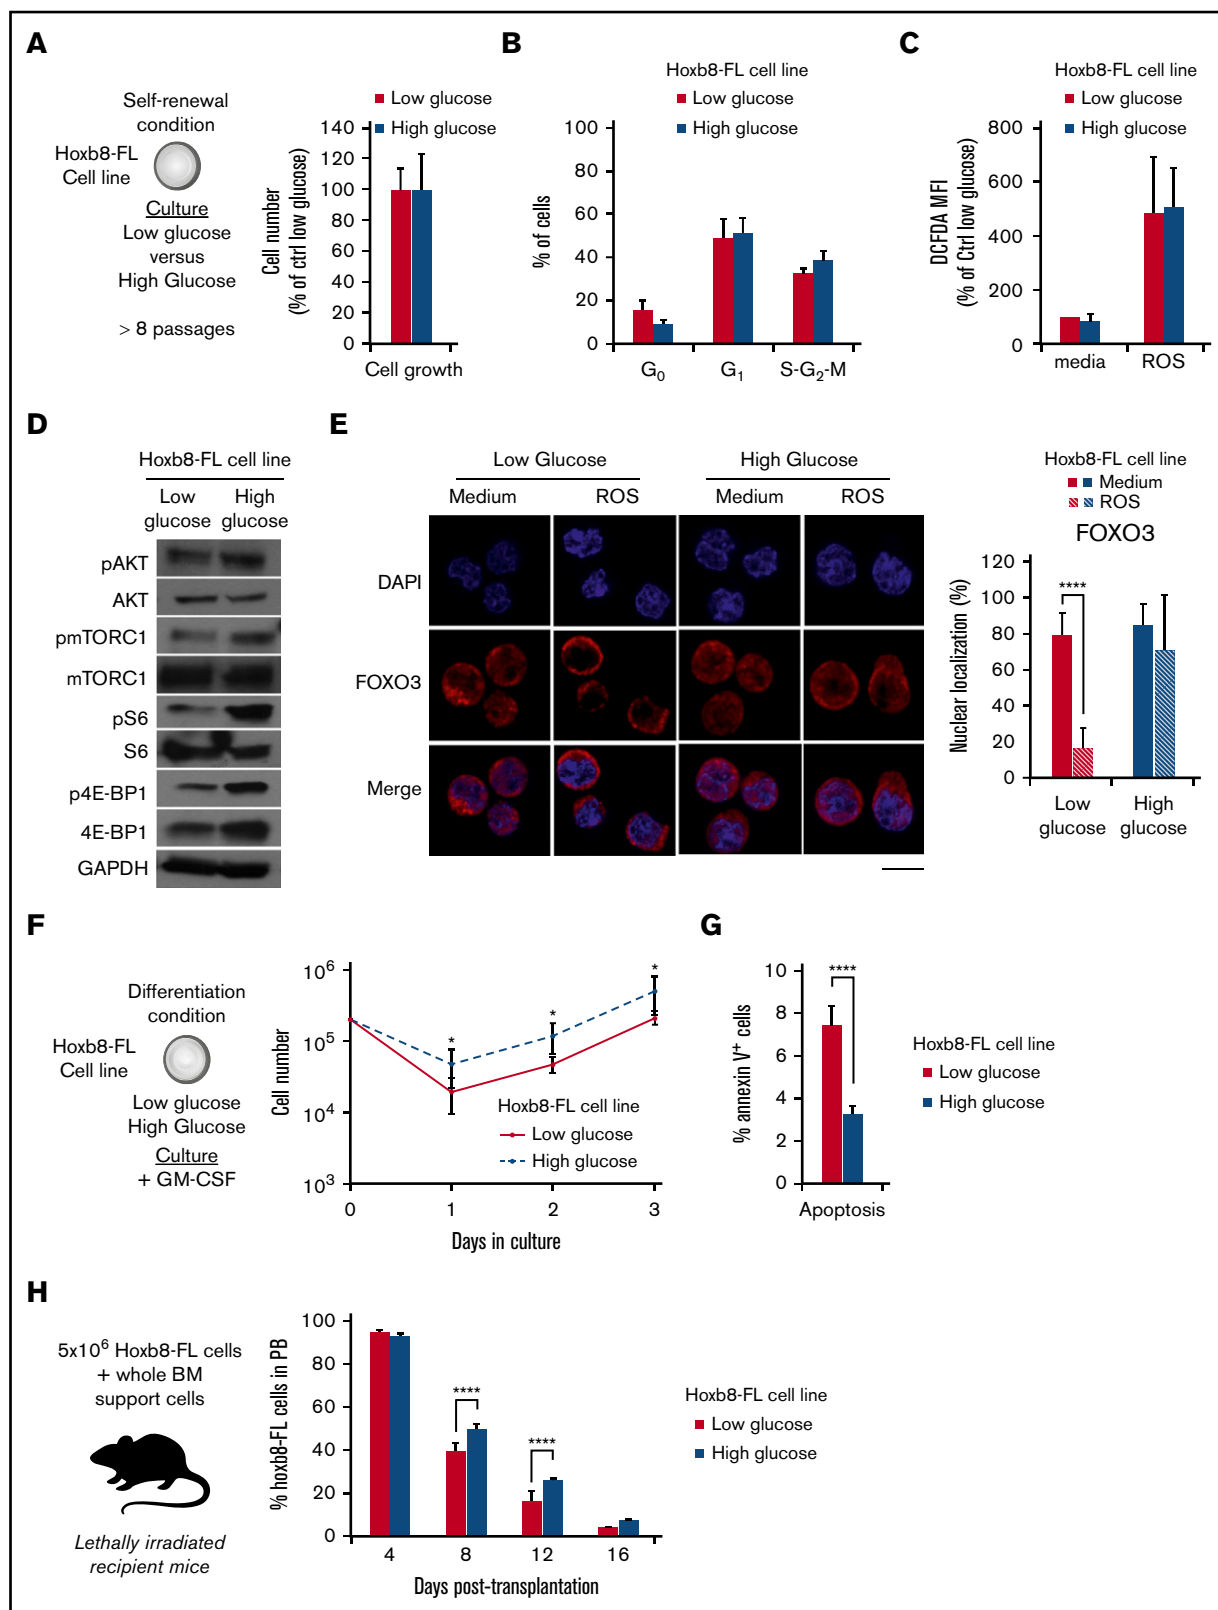 A
Self-renewal
condition
Hoxb8-FL
Cell line
Culture
Low glucose
versus
High Glucose
> 8 passages
Low glucose
High glucose
Cell number
(% of ctrl low glucose)
140
120
100
80
60
40
20
0
Cell growth
B
Hoxb8-FL cell line
Low glucose
High glucose
% of cells
100
80
60
40
20
0
G₀
G₁
S-G₂-M
C
Hoxb8-FL cell line
Low glucose
High glucose
DCFDA MFI
(% of Ctrl low glucose)
800
600
400
200
0
media
ROS
D
Hoxb8-FL cell line
Low
glucose
High
glucose
pAKT
AKT
pmTORC1
mTORC1
pS6
S6
p4E-BP1
4E-BP1
GAPDH
E
Low Glucose
High Glucose
Medium
ROS
Medium
ROS
DAPI
FOXO3
Merge
Hoxb8-FL cell line
Medium
ROS
FOXO3
Nuclear localization (%)
120
100
80
60
40
20
0
****
Low
glucose
High
glucose
F
Differentiation
condition
Hoxb8-FL
Cell line
Low glucose
High Glucose
Culture
+ GM-CSF
Cell number
10⁶
10⁵
10⁴
10³
*
*
*
Hoxb8-FL cell line
Low glucose
High glucose
0
1
2
3
Days in culture
G
% annexin V⁺ cells
10
8
6
4
2
0
****
Apoptosis
Hoxb8-FL cell line
Low glucose
High glucose
H
5x10⁶ Hoxb8-FL cells
+ whole BM
support cells
Lethally irradiated
recipient mice
% hoxb8-FL cells in PB
100
80
60
40
20
0
****
****
4
8
12
16
Days post-transplantation
Hoxb8-FL cell line
Low glucose
High glucose